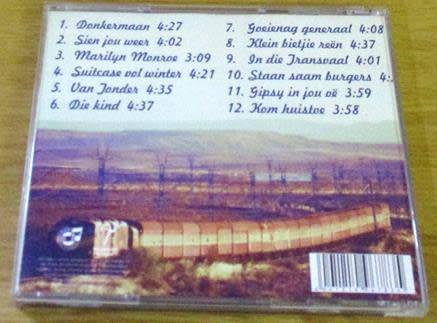 1. Donkermaan 4:27
2. Sien jou weer 4:02
3. Marilyn Monroe 3:09
4. Suitcase vol winter 4:21
5. Van Tonder 4:35
6. Die kind 4:37
7. Goeienag generaal 4:08
8. Klein bietjie reën 4:37
9. In die Transvaal 4:01
10. Staan saam burgers 4:
11. Gipsy in jou oë 3:59
12. Kom huistoe 3:58